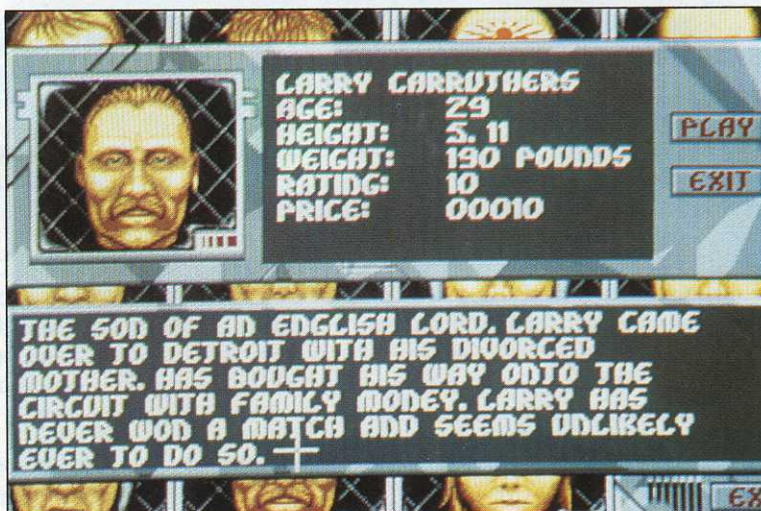 LARRY CARRUTHERS
AGE: 29
HEIGHT: 5.11
WEIGHT: 190 POUNDS
RATING: 10
PRICE: 00010
PLAY
EXIT
THE SON OF AN ENGLISH LORD. LARRY CAME
OVER TO DETROIT WITH HIS DIVORCED
MOTHER. HAS BOUGHT HIS WAY ONTO THE
CIRCUIT WITH FAMILY MONEY. LARRY HAS
NEVER WON A MATCH AND SEEMS UNLIKELY
EVER TO DO SO.
EX